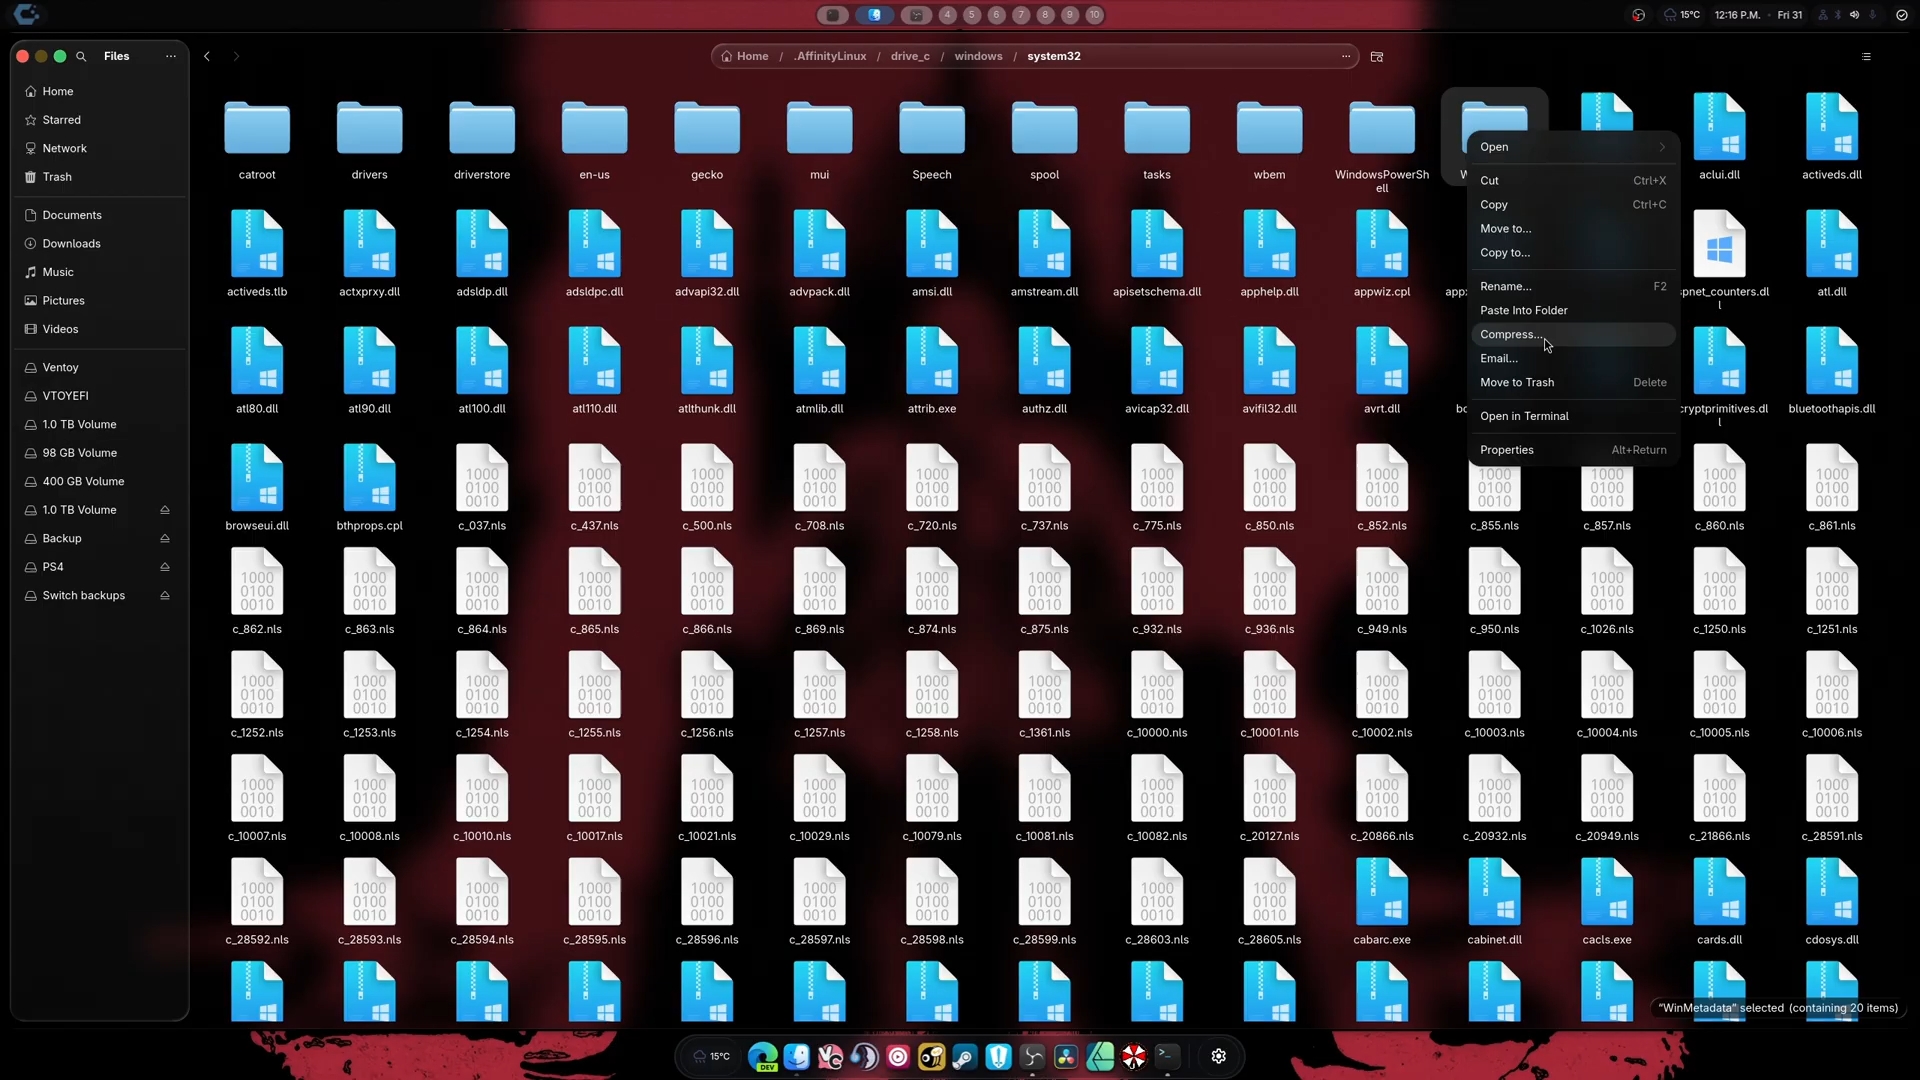 4 5 6 7 8 9 10
15°C 12:16 P.M. • Fri 31
Files
Home / .AffinityLinux / drive_c / windows / system32
Home
Starred
Network
Trash
Documents
Downloads
Music
Pictures
Videos
Ventoy
VTOYEFI
1.0 TB Volume
98 GB Volume
400 GB Volume
1.0 TB Volume
Backup
PS4
Switch backups
catroot drivers driverstore en-us gecko mui Speech spool tasks wbem WindowsPowerSh
ell
aclui.dll activeds.dll
activeds.tlb actxprxy.dll adsldp.dll adsldpc.dll advapi32.dll advpack.dll amsi.dll amstream.dll apisetschema.dll apphelp.dll appwiz.cpl
spnet_counters.dl
l
atl.dll
atl80.dll atl90.dll atl100.dll atl110.dll atlthunk.dll atmlib.dll attrib.exe authz.dll avicap32.dll avifil32.dll avrt.dll
cryptprimitives.dl
l
bluetoothapis.dll
browseui.dll bthprops.cpl c_037.nls c_437.nls c_500.nls c_708.nls c_720.nls c_737.nls c_775.nls c_850.nls c_852.nls c_855.nls c_857.nls c_860.nls c_861.nls
c_862.nls c_863.nls c_864.nls c_865.nls c_866.nls c_869.nls c_874.nls c_875.nls c_932.nls c_936.nls c_949.nls c_950.nls c_1026.nls c_1250.nls c_1251.nls
c_1252.nls c_1253.nls c_1254.nls c_1255.nls c_1256.nls c_1257.nls c_1258.nls c_1361.nls c_10000.nls c_10001.nls c_10002.nls c_10003.nls c_10004.nls c_10005.nls c_10006.nls
c_10007.nls c_10008.nls c_10010.nls c_10017.nls c_10021.nls c_10029.nls c_10079.nls c_10081.nls c_10082.nls c_20127.nls c_20866.nls c_20932.nls c_20949.nls c_21866.nls c_28591.nls
c_28592.nls c_28593.nls c_28594.nls c_28595.nls c_28596.nls c_28597.nls c_28598.nls c_28599.nls c_28603.nls c_28605.nls cabarc.exe cabinet.dll cacls.exe cards.dll cdosys.dll
Open
Cut Ctrl+X
Copy Ctrl+C
Move to...
Copy to...
Rename... F2
Paste Into Folder
Compress...
Email...
Move to Trash Delete
Open in Terminal
Properties Alt+Return
“WinMetadata” selected (containing 20 items)
15°C
DEV